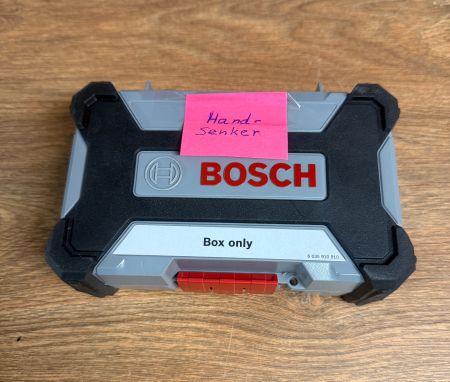 Hand-
senker
BOSCH
Box only